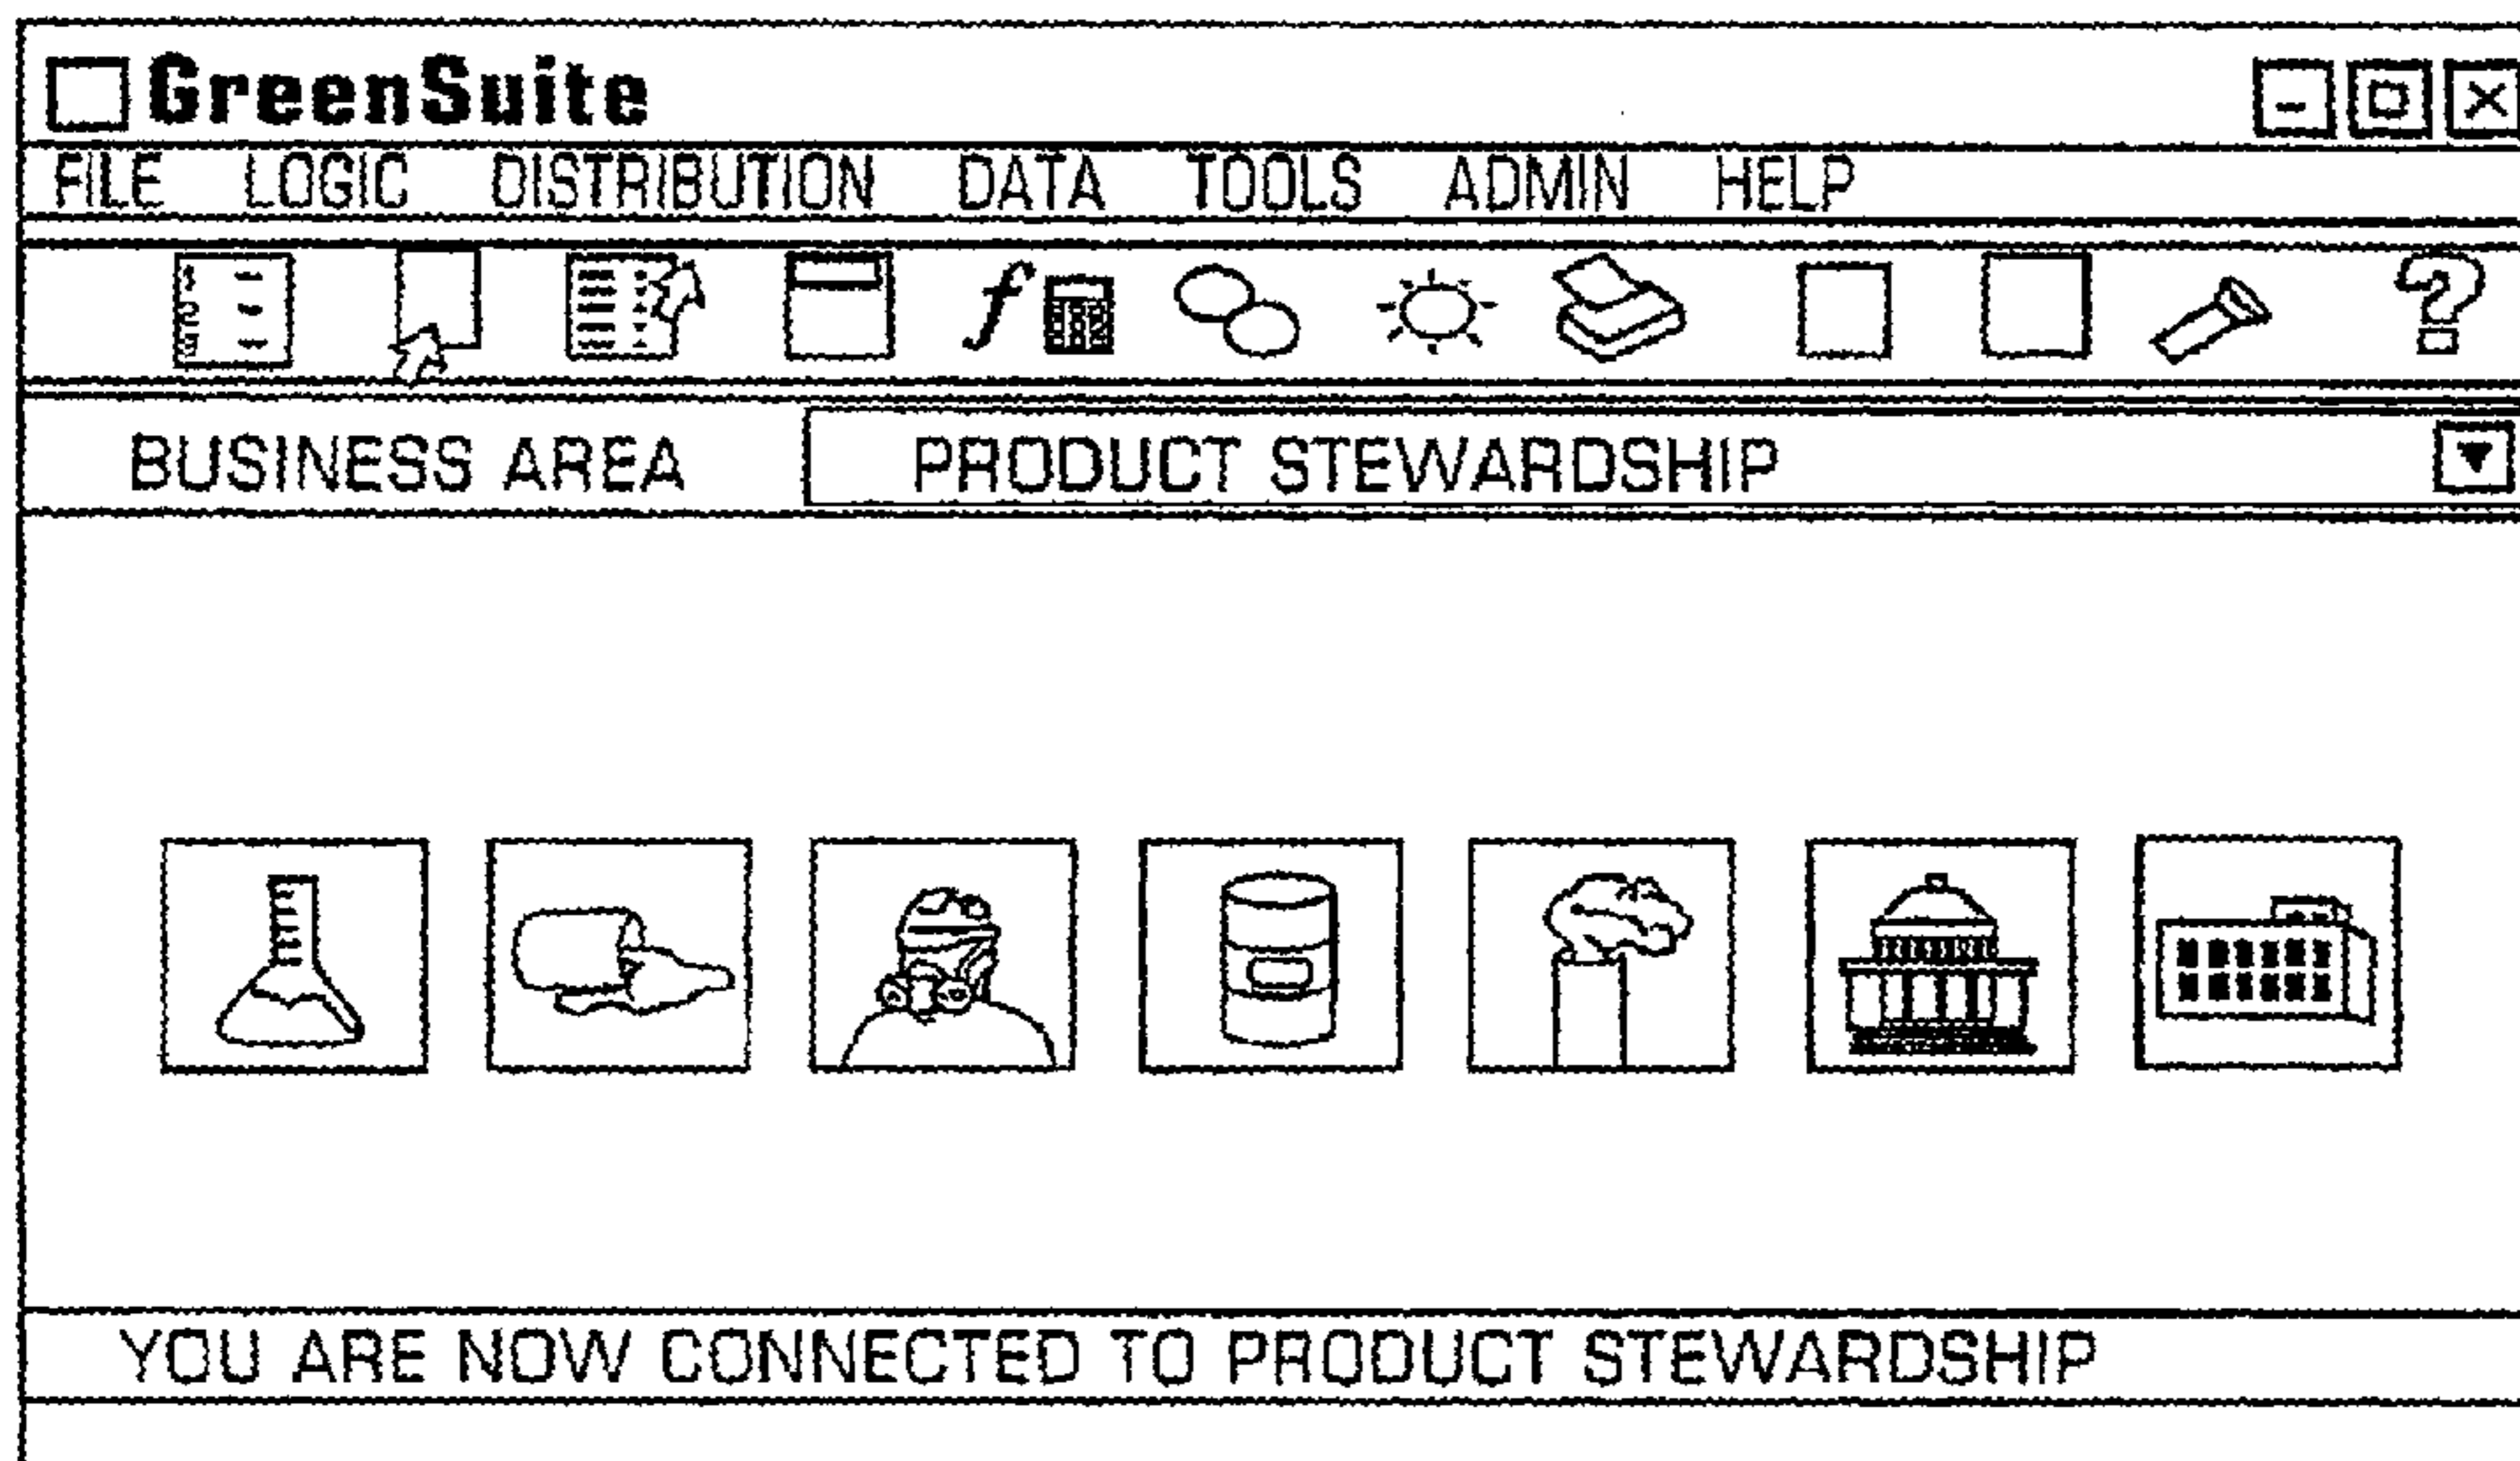 GreenSuite
FILE LOGIC DISTRIBUTION DATA TOOLS ADMIN HELP
f ?
BUSINESS AREA PRODUCT STEWARDSHIP
YOU ARE NOW CONNECTED TO PRODUCT STEWARDSHIP